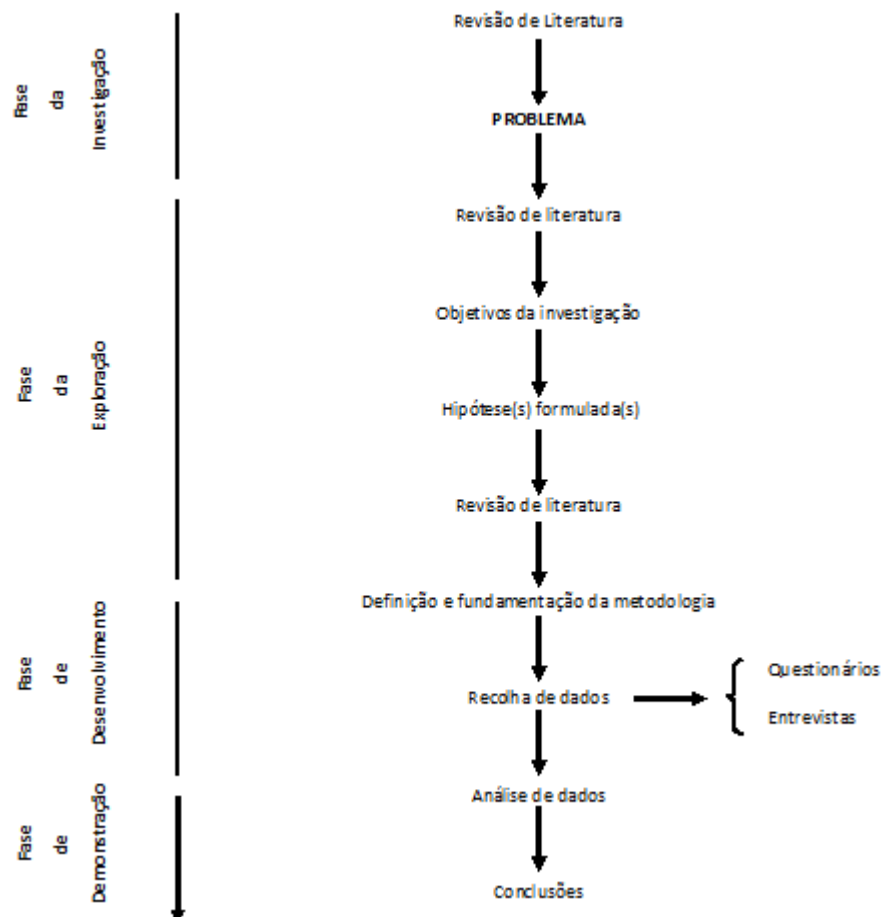 Fase
da
Investigação
Revisão de Literatura
PROBLEMA
Fase
da
Exploração
Revisão de literatura
Objetivos da investigação
Hipótese(s) formulada(s)
Revisão de literatura
Fase
de
Desenvolvimento
Definição e fundamentação da metodologia
Recolha de dados
Questionários
Entrevistas
Fase
de
Demonstração
Análise de dados
Conclusões